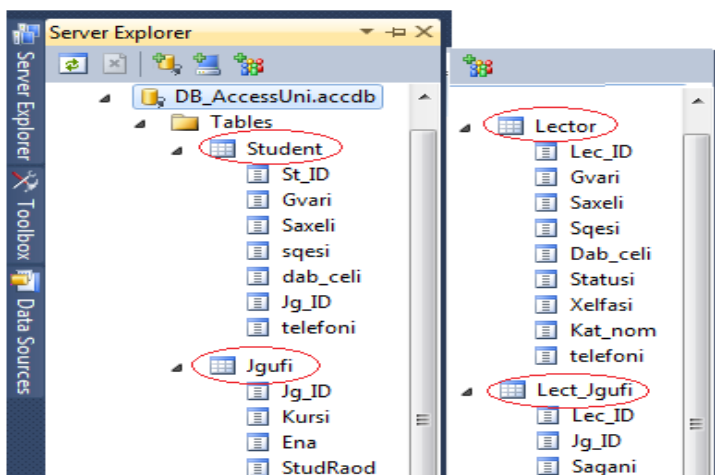 Server Explorer
Server Explorer
Toolbox
Data Sources
DB_AccessUni.accdb
Tables
Student
St_ID
Gvari
Saxeli
sqesi
dab_celi
Jg_ID
telefoni
Jgufi
Jg_ID
Kursi
Ena
StudRaod
Lector
Lec_ID
Gvari
Saxeli
Sqesi
Dab_celi
Statusi
Xelfasi
Kat_nom
telefoni
Lect_Jgufi
Lec_ID
Jg_ID
Sagani